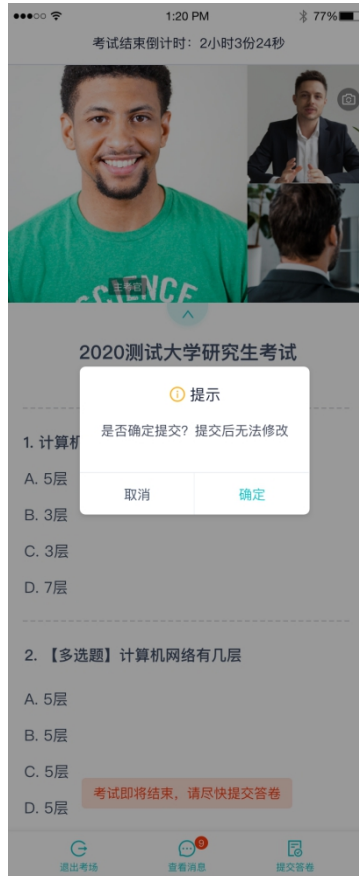 1:20 PM
77%
考试结束倒计时：2小时3份24秒
SCIENCE
主考官
2020测试大学研究生考试
提示
是否确定提交？提交后无法修改
取消 确定
1. 计算机
A. 5层
B. 3层
C. 3层
D. 7层
2. 【多选题】计算机网络有几层
A. 5层
B. 5层
C. 5层
D. 5层
考试即将结束，请尽快提交答卷
9
退出考场 查看消息 提交答卷